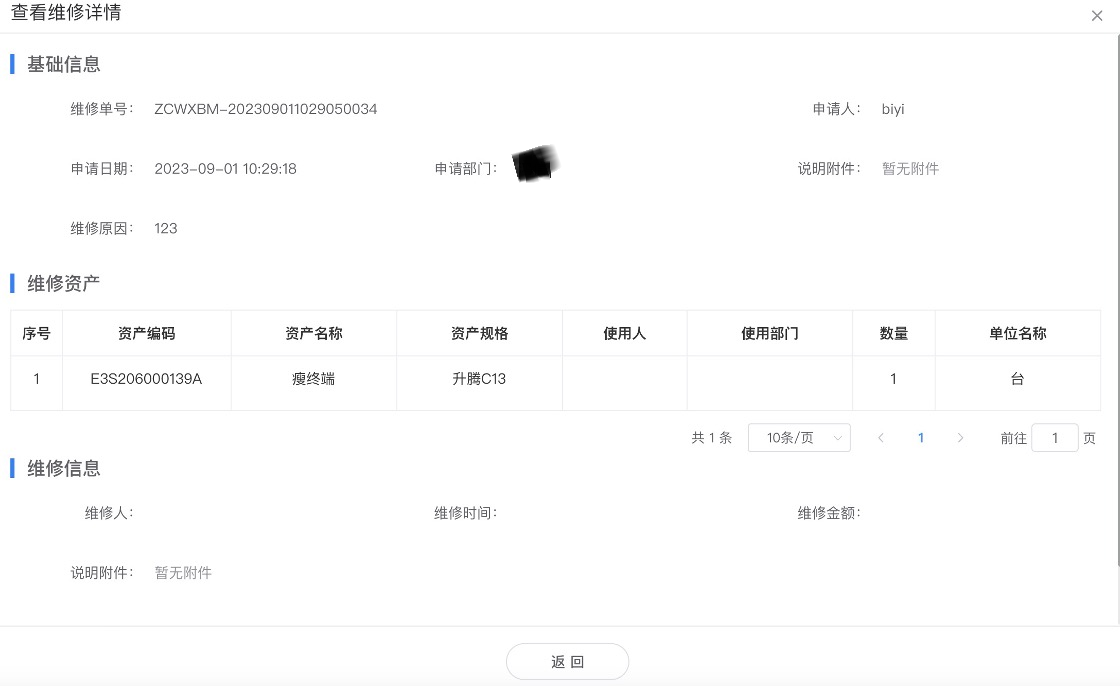 查看维修详情
基础信息
维修单号： ZCWXBM-202309011029050034 申请人： biyi
申请日期： 2023-09-01 10:29:18 申请部门： 说明附件： 暂无附件
维修原因： 123
维修资产
序号 资产编码 资产名称 资产规格 使用人 使用部门 数量 单位名称
1 E3S206000139A 瘦终端 升腾C13 1 台
共 1 条 10条/页 1 前往 1 页
维修信息
维修人： 维修时间： 维修金额：
说明附件： 暂无附件
返 回